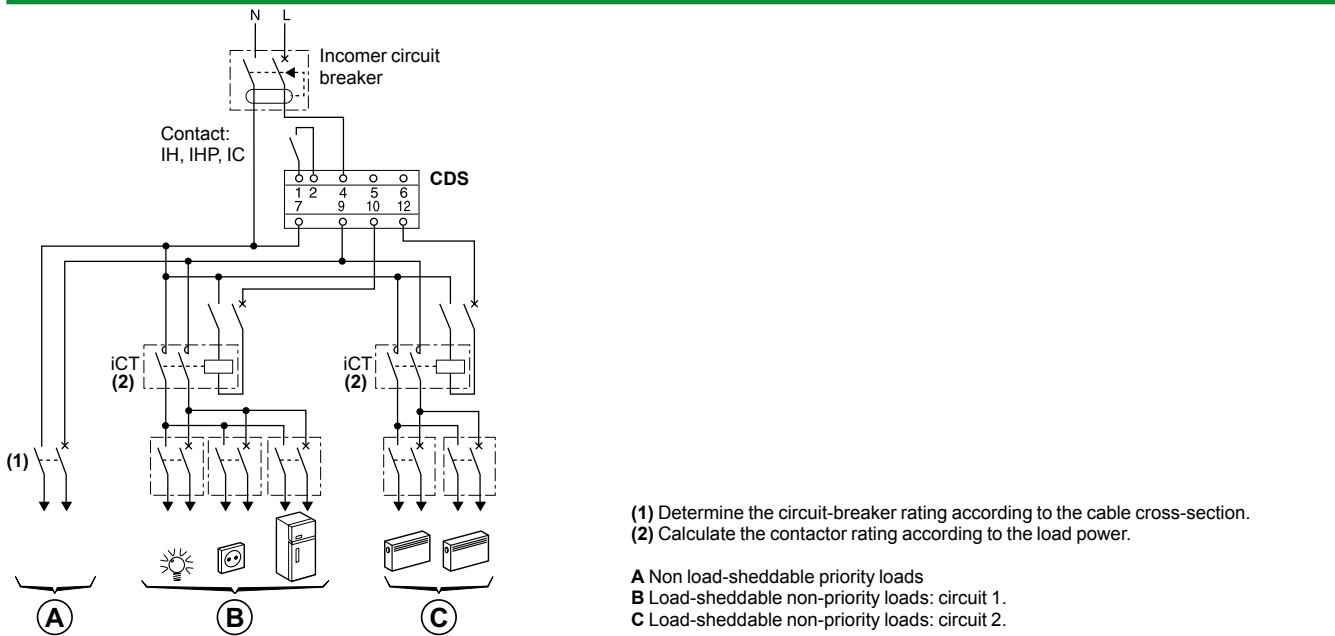 N L
Incomer circuit
breaker
Contact:
IH, IHP, IC
CDS
1 2 4 5 6
7 9 10 12
iCT
(2)
iCT
(2)
(1)
A B C
(1) Determine the circuit-breaker rating according to the cable cross-section.
(2) Calculate the contactor rating according to the load power.
A Non load-sheddable priority loads
B Load-sheddable non-priority loads: circuit 1.
C Load-sheddable non-priority loads: circuit 2.